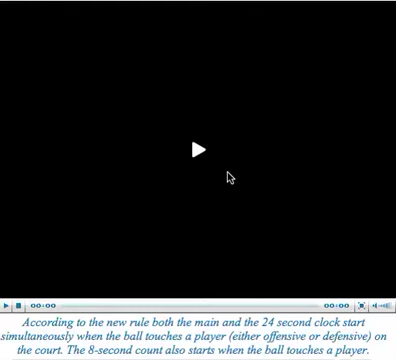 00:00 00:00
According to the new rule both the main and the 24 second clock start
simultaneously when the ball touches a player (either offensive or defensive) on
the court. The 8-second count also starts when the ball touches a player.